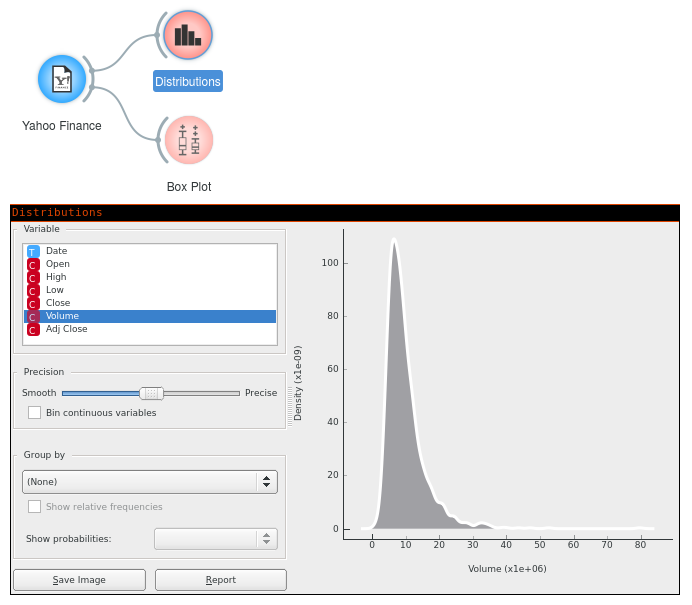 Distributions
Yahoo Finance
Box Plot
Distributions
Variable
T Date
C Open
C High
C Low
C Close
C Volume
C Adj Close
Precision
Smooth Precise
Bin continuous variables
Group by
(None)
Show relative frequencies
Show probabilities:
Save Image Report
Density (x1e-09)
100
80
60
40
20
0
0 10 20 30 40 50 60 70 80
Volume (x1e+06)